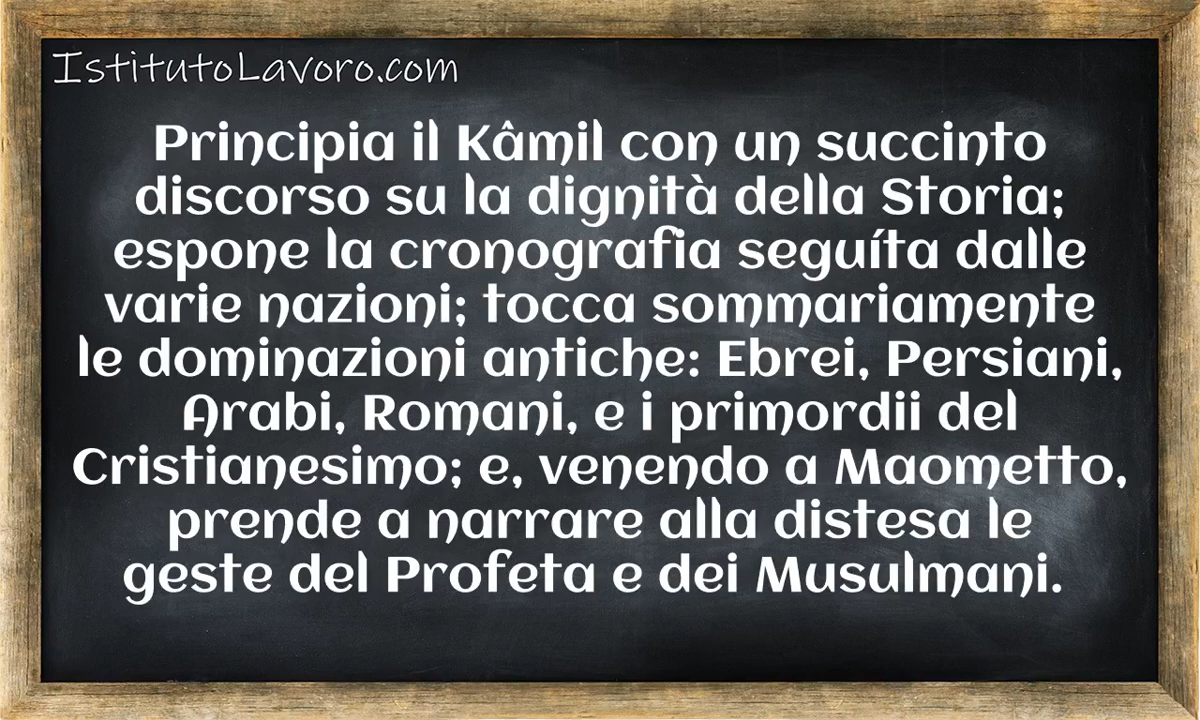 IstitutoLavoro.com
Principia il Kâmil con un succinto
discorso su la dignità della Storia;
espone la cronografia seguíta dalle
varie nazioni; tocca sommariamente
le dominazioni antiche: Ebrei, Persiani,
Arabi, Romani, e i primordii del
Cristianesimo; e, venendo a Maometto,
prende a narrare alla distesa le
geste del Profeta e dei Musulmani.